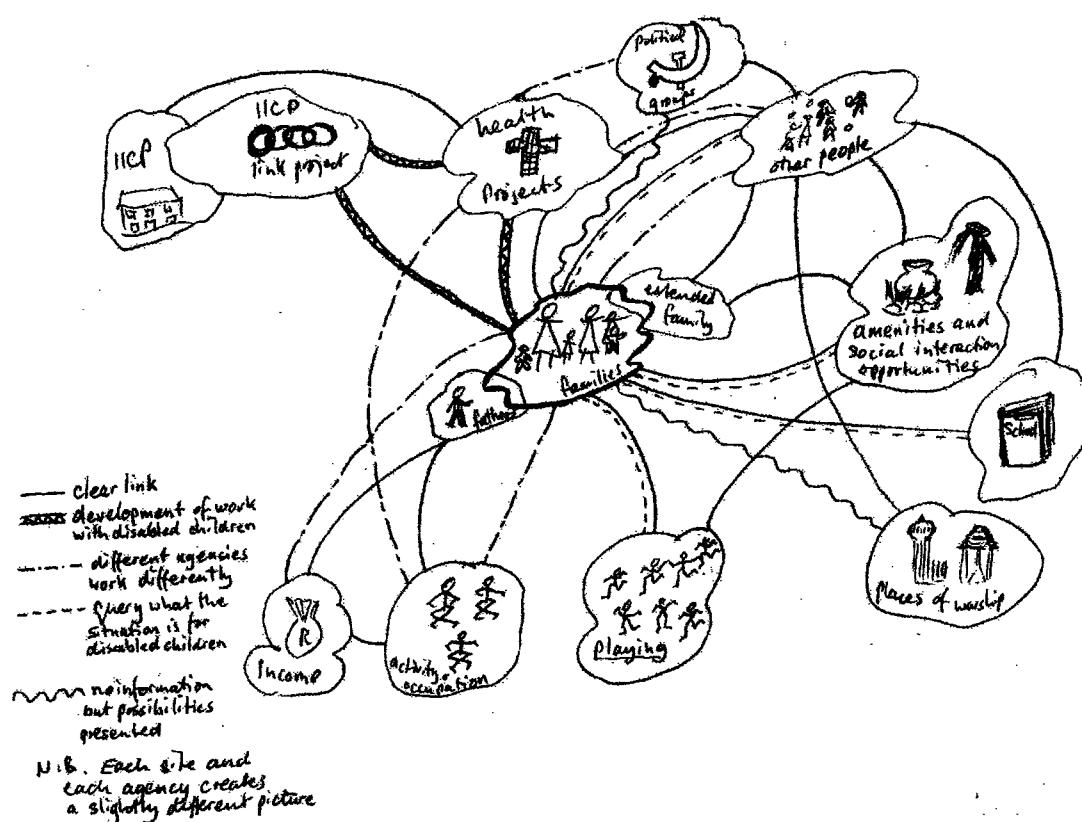 Political
groups
IICP
IICP
link project
health
projects
other people
extended
family
families
father
amenities and
social interaction
opportunities
School
Places of worship
playing
activity,
occupation
R
Income
clear link
development of work
with disabled children
different agencies
work differently
query what the
situation is for
disabled children
no information
but possibilities
presented
N.B. Each site and
each agency creates
a slightly different picture